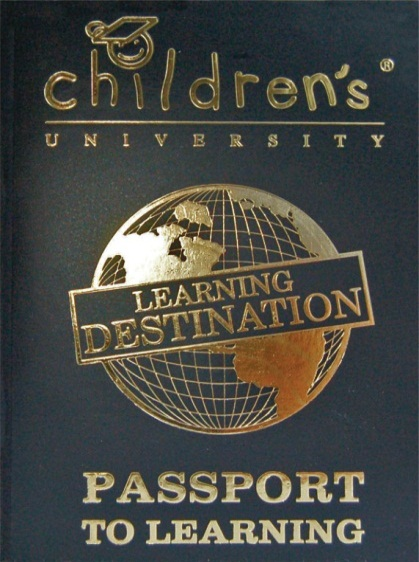 children's®
UNIVERSITY
LEARNING
DESTINATION
PASSPORT
TO LEARNING